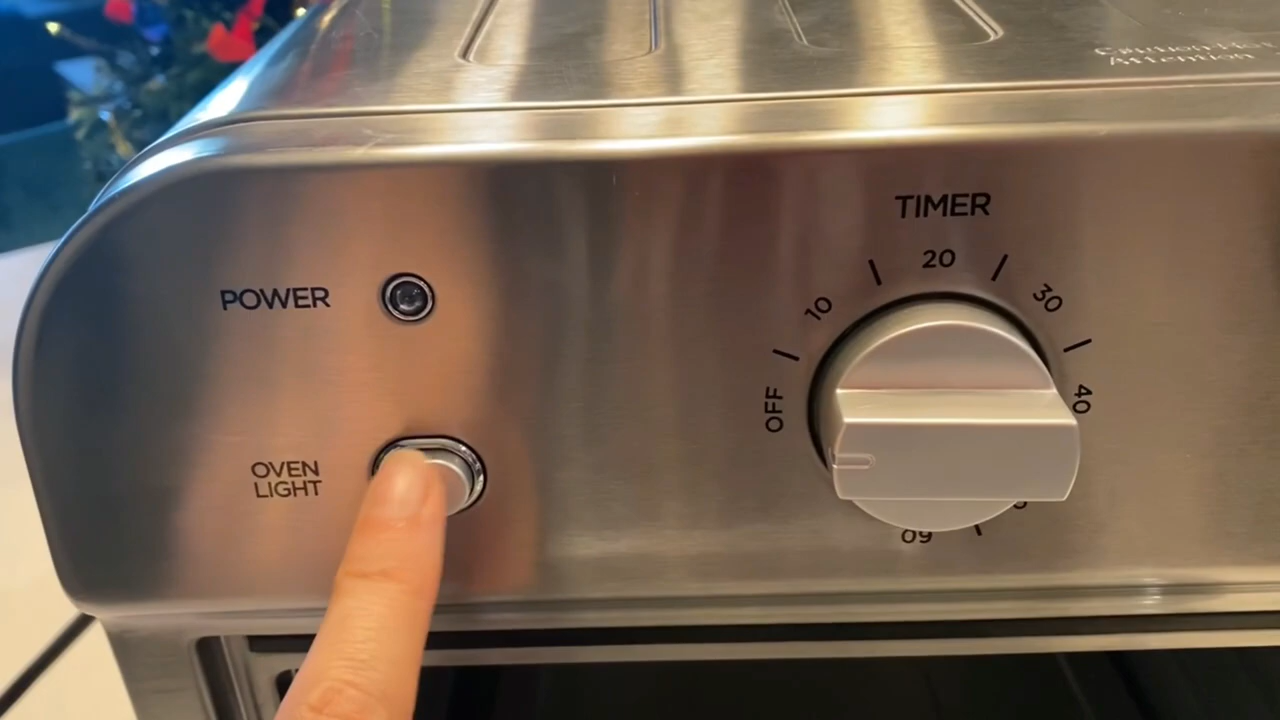 Caution Hot
Attention
TIMER
20
10
30
POWER
OFF
40
OVEN
LIGHT
60